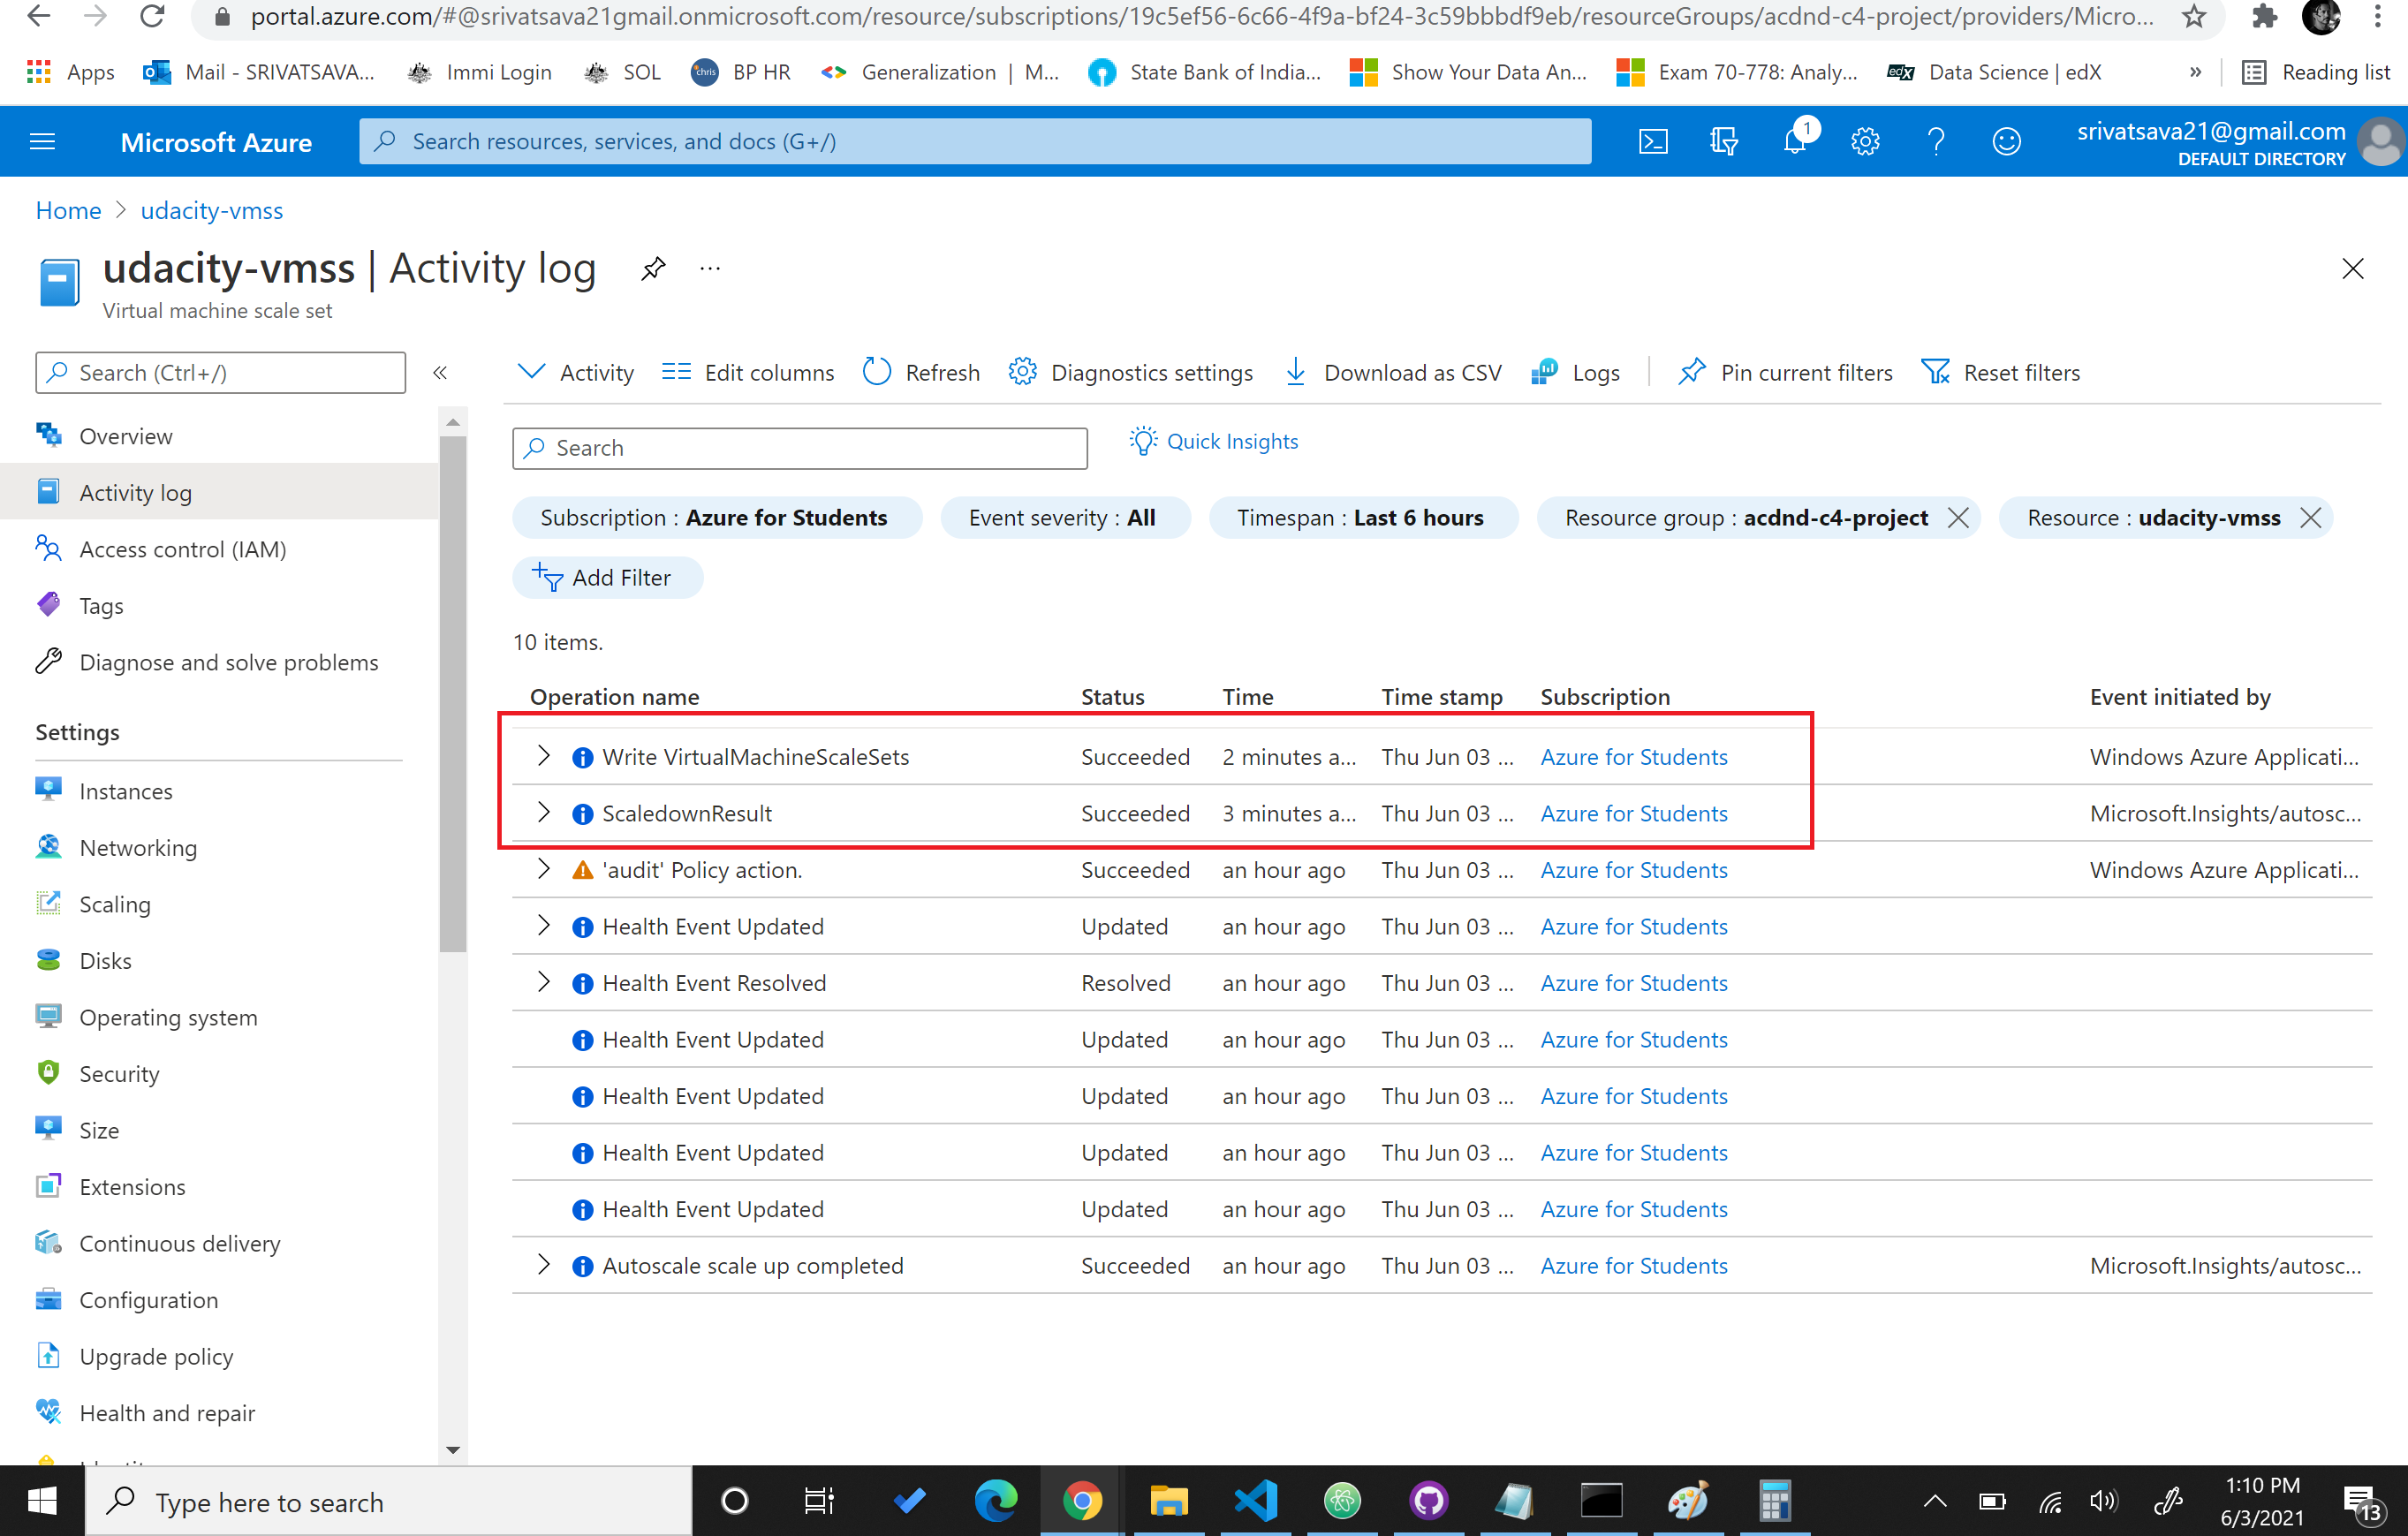 portal.azure.com/#@srivatsava21gmail.onmicrosoft.com/resource/subscriptions/19c5ef56-6c66-4f9a-bf24-3c59bbbdf9eb/resourceGroups/acdnd-c4-project/providers/Micro...
Apps Mail - SRIVATSAVA... Immi Login SOL chris BP HR Generalization | M... State Bank of India... Show Your Data An... Exam 70-778: Analy... edX Data Science | edX » Reading list
Microsoft Azure Search resources, services, and docs (G+/) 1 srivatsava21@gmail.com
DEFAULT DIRECTORY
Home > udacity-vmss
udacity-vmss | Activity log ...
Virtual machine scale set
Search (Ctrl+/) «
Activity Edit columns Refresh Diagnostics settings Download as CSV Logs Pin current filters Reset filters
Overview
Activity log
Access control (IAM)
Tags
Diagnose and solve problems
Settings
Instances
Networking
Scaling
Disks
Operating system
Security
Size
Extensions
Continuous delivery
Configuration
Upgrade policy
Health and repair
Search Quick Insights
Subscription : Azure for Students Event severity : All Timespan : Last 6 hours Resource group : acdnd-c4-project Resource : udacity-vmss
Add Filter
10 items.
Operation name Status Time Time stamp Subscription Event initiated by
Write VirtualMachineScaleSets Succeeded 2 minutes a... Thu Jun 03 ... Azure for Students Windows Azure Applicati...
ScaledownResult Succeeded 3 minutes a... Thu Jun 03 ... Azure for Students Microsoft.Insights/autosc...
'audit' Policy action. Succeeded an hour ago Thu Jun 03 ... Azure for Students Windows Azure Applicati...
Health Event Updated Updated an hour ago Thu Jun 03 ... Azure for Students
Health Event Resolved Resolved an hour ago Thu Jun 03 ... Azure for Students
Health Event Updated Updated an hour ago Thu Jun 03 ... Azure for Students
Health Event Updated Updated an hour ago Thu Jun 03 ... Azure for Students
Health Event Updated Updated an hour ago Thu Jun 03 ... Azure for Students
Health Event Updated Updated an hour ago Thu Jun 03 ... Azure for Students
Autoscale scale up completed Succeeded an hour ago Thu Jun 03 ... Azure for Students Microsoft.Insights/autosc...
Type here to search
1:10 PM
6/3/2021
13